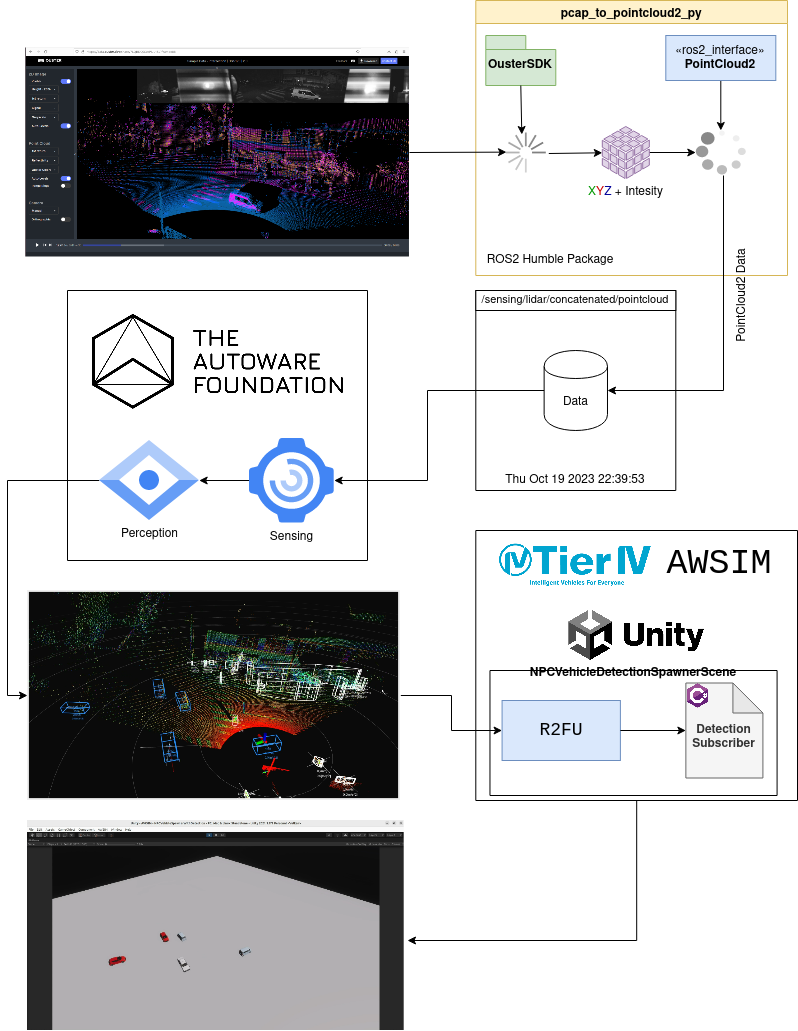 pcap_to_pointcloud2_py
OusterSDK
«ros2_interface»
PointCloud2
XYZ + Intesity
ROS2 Humble Package
OUSTER
PointCloud2 Data
/sensing/lidar/concatenated/pointcloud
Data
Thu Oct 19 2023 22:39:53
THE
AUTOWARE
FOUNDATION
Perception
Sensing
TierIV
Intelligent Vehicles For Everyone
AWSIM
Unity
NPCVehicleDetectionSpawnerScene
R2FU
Detection
Subscriber